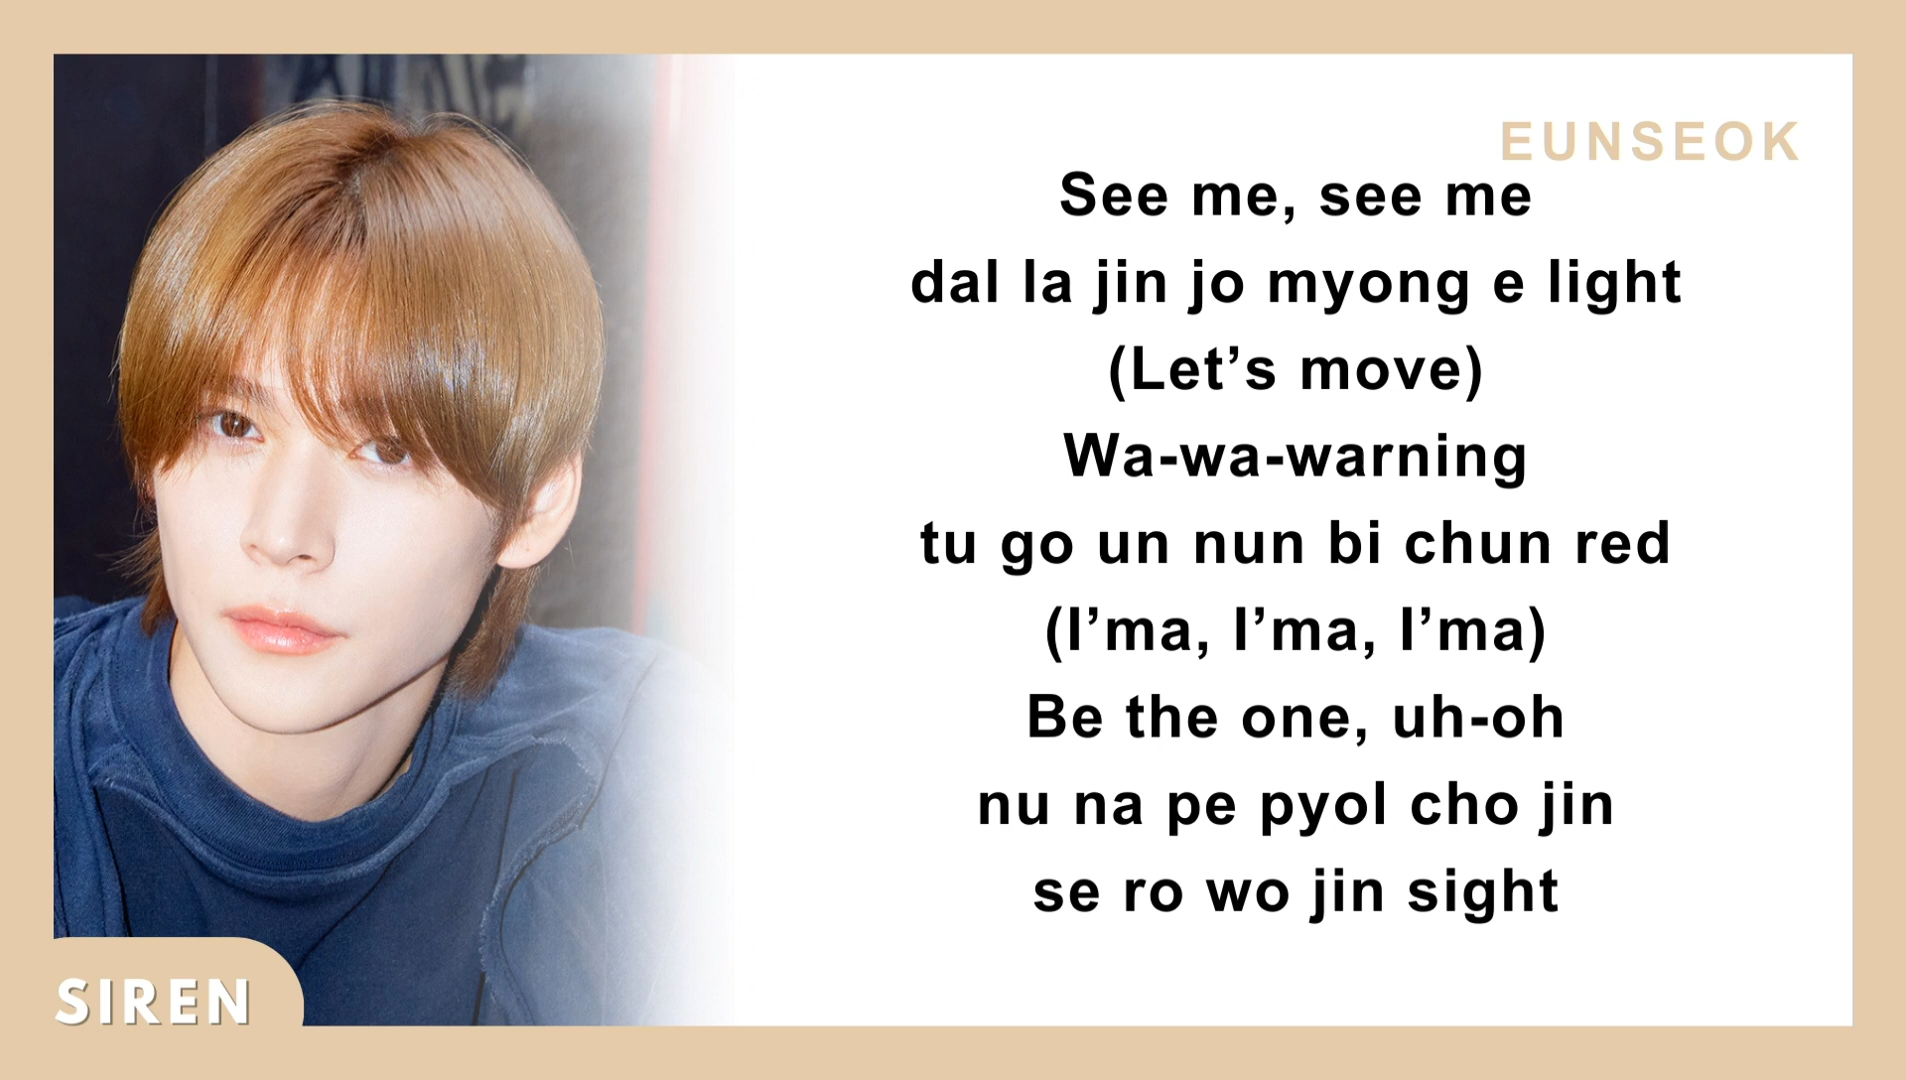 EUNSEOK
See me, see me
dal la jin jo myong e light
(Let’s move)
Wa-wa-warning
tu go un nun bi chun red
(I’ma, I’ma, I’ma)
Be the one, uh-oh
nu na pe pyol cho jin
se ro wo jin sight
SIREN